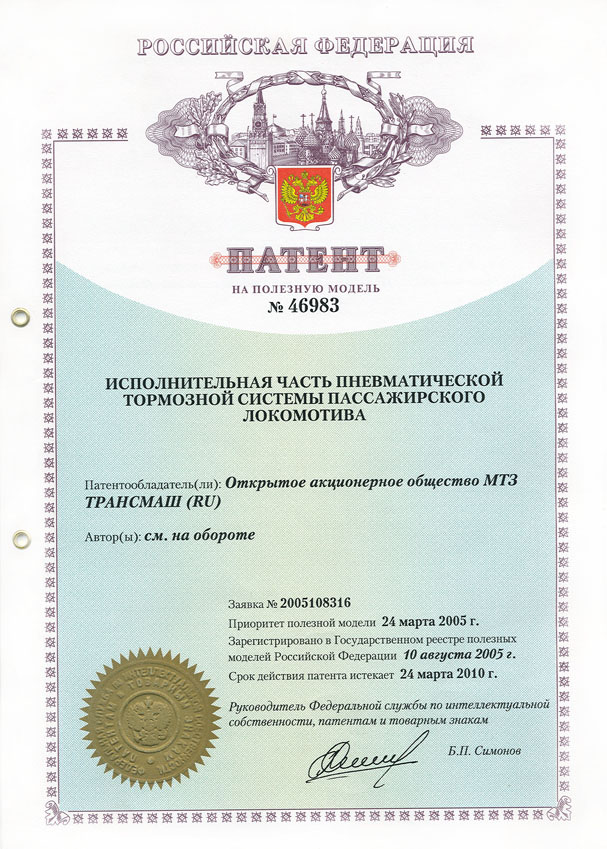 РОССИЙСКАЯ ФЕДЕРАЦИЯ
ПАТЕНТ
НА ПОЛЕЗНУЮ МОДЕЛЬ
№ 46983
ИСПОЛНИТЕЛЬНАЯ ЧАСТЬ ПНЕВМАТИЧЕСКОЙ
ТОРМОЗНОЙ СИСТЕМЫ ПАССАЖИРСКОГО
ЛОКОМОТИВА
Патентообладатель(ли): Открытое акционерное общество МТЗ
ТРАНСМАШ (RU)
Автор(ы): см. на обороте
Заявка № 2005108316
Приоритет полезной модели 24 марта 2005 г.
Зарегистрировано в Государственном реестре полезных
моделей Российской Федерации 10 августа 2005 г.
Срок действия патента истекает 24 марта 2010 г.
Руководитель Федеральной службы по интеллектуальной
собственности, патентам и товарным знакам
Б.П. Симонов